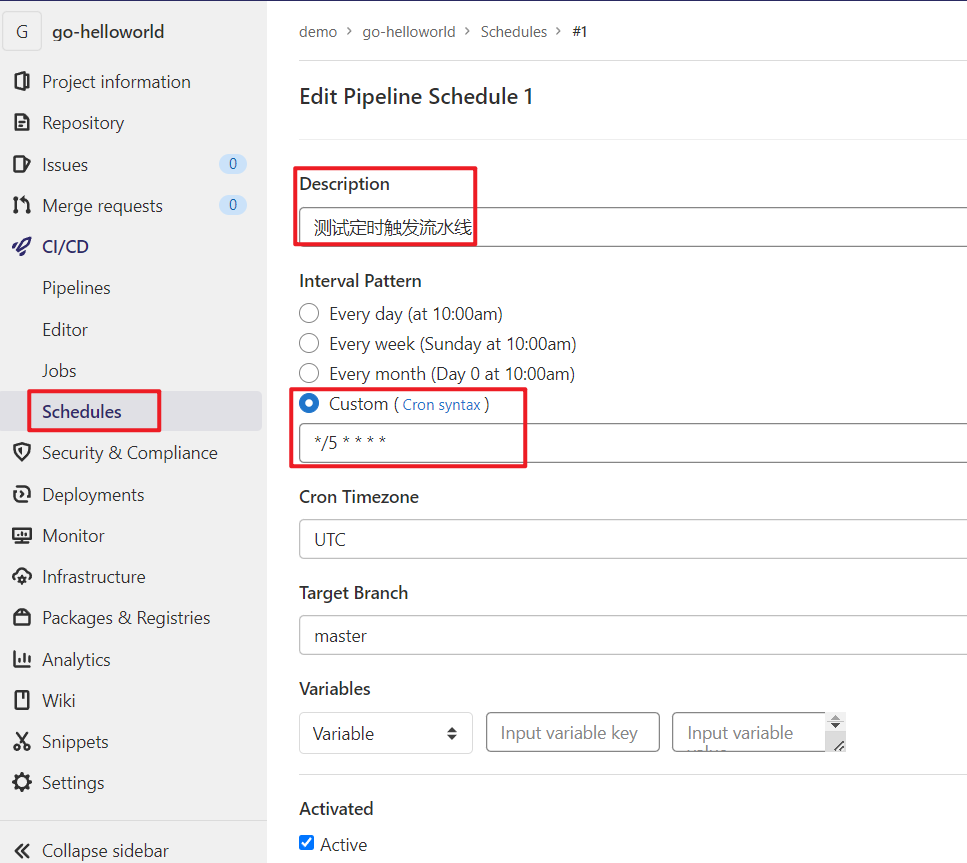 G go-helloworld
Project information
Repository
Issues 0
Merge requests 0
CI/CD
Pipelines
Editor
Jobs
Schedules
Security & Compliance
Deployments
Monitor
Infrastructure
Packages & Registries
Analytics
Wiki
Snippets
Settings
Collapse sidebar
demo > go-helloworld > Schedules > #1
Edit Pipeline Schedule 1
Description
测试定时触发流水线
Interval Pattern
Every day (at 10:00am)
Every week (Sunday at 10:00am)
Every month (Day 0 at 10:00am)
Custom ( Cron syntax )
*/5 * * * *
Cron Timezone
UTC
Target Branch
master
Variables
Variable Input variable key Input variable
Activated
Active